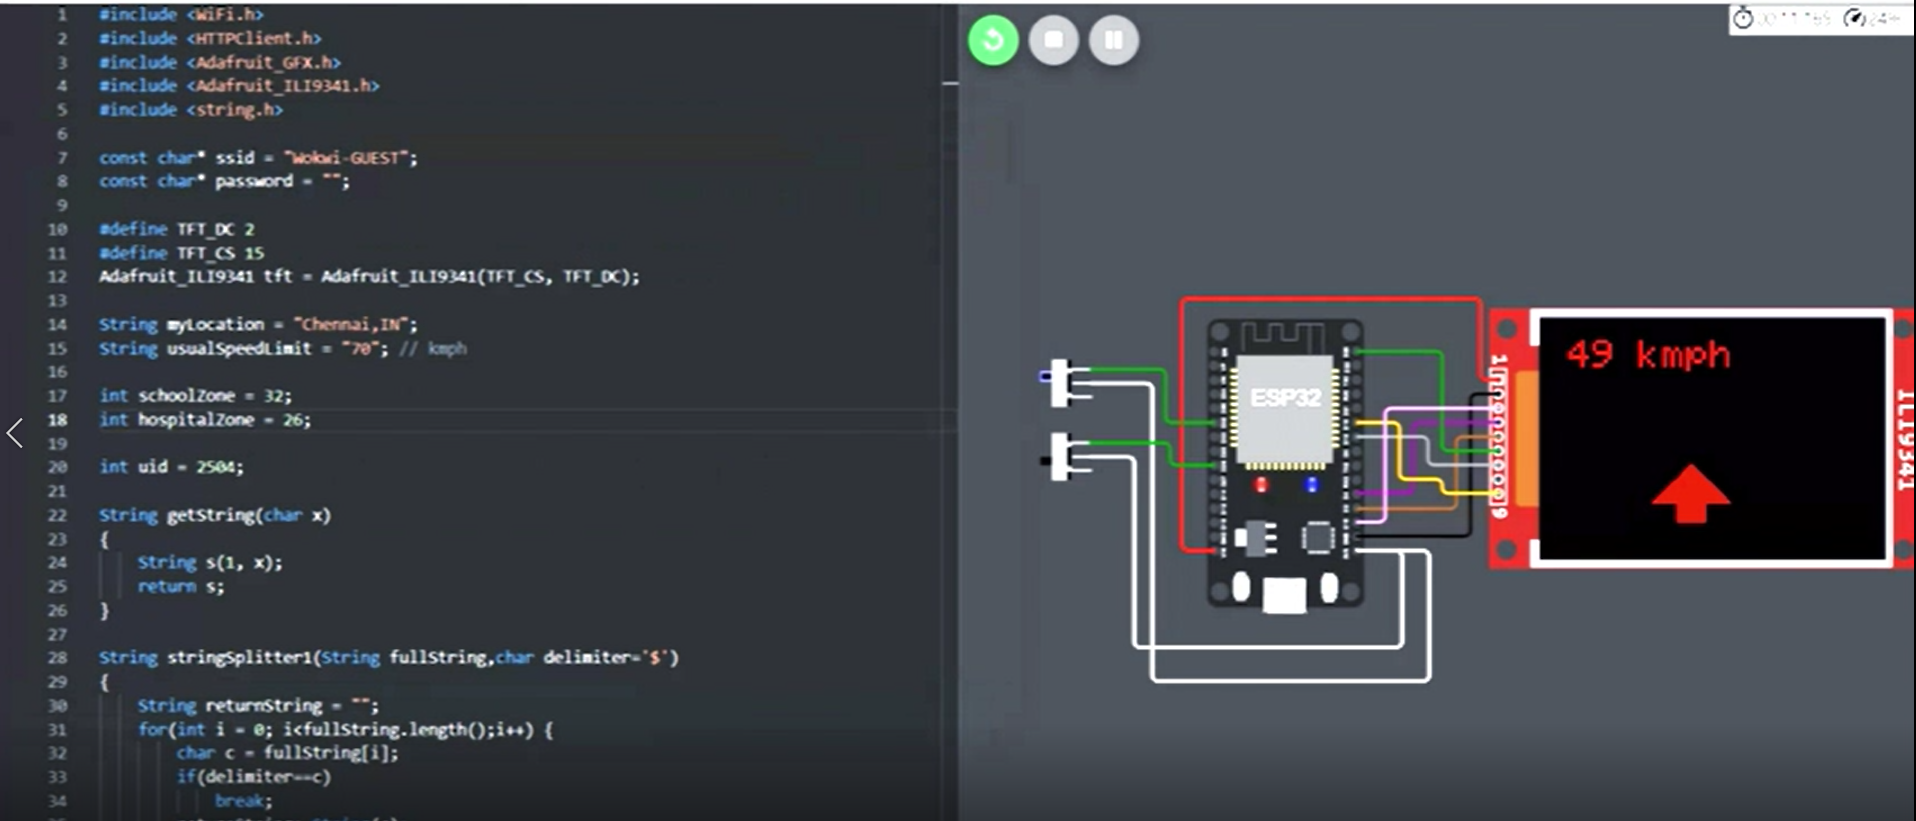 1 #include <WiFi.h>
2 #include <HTTPClient.h>
3 #include <Adafruit_GFX.h>
4 #include <Adafruit_ILI9341.h>
5 #include <string.h>
6
7 const char* ssid = "Wokwi-GUEST";
8 const char* password = "";
9
10 #define TFT_DC 2
11 #define TFT_CS 15
12 Adafruit_ILI9341 tft = Adafruit_ILI9341(TFT_CS, TFT_DC);
13
14 String myLocation = "Chennai,IN";
15 String usualSpeedLimit = "70"; // kmph
16
17 int schoolZone = 32;
18 int hospitalZone = 26;
19
20 int uid = 2504;
21
22 String getString(char x)
23 {
24 String s(1, x);
25 return s;
26 }
27
28 String stringSplitter1(String fullString,char delimiter='$')
29 {
30 String returnString = "";
31 for(int i = 0; i<fullString.length();i++) {
32 char c = fullString[i];
33 if(delimiter==c)
34 break;
24%
ESP32
1
9
49 kmph
ILI9341